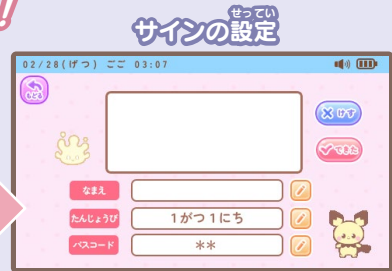 せってい
サインの設定
02/28(げつ) ごご 03:07
もどる
けす
できた
なまえ
たんじょうび
1がつ1にち
パスコード
**